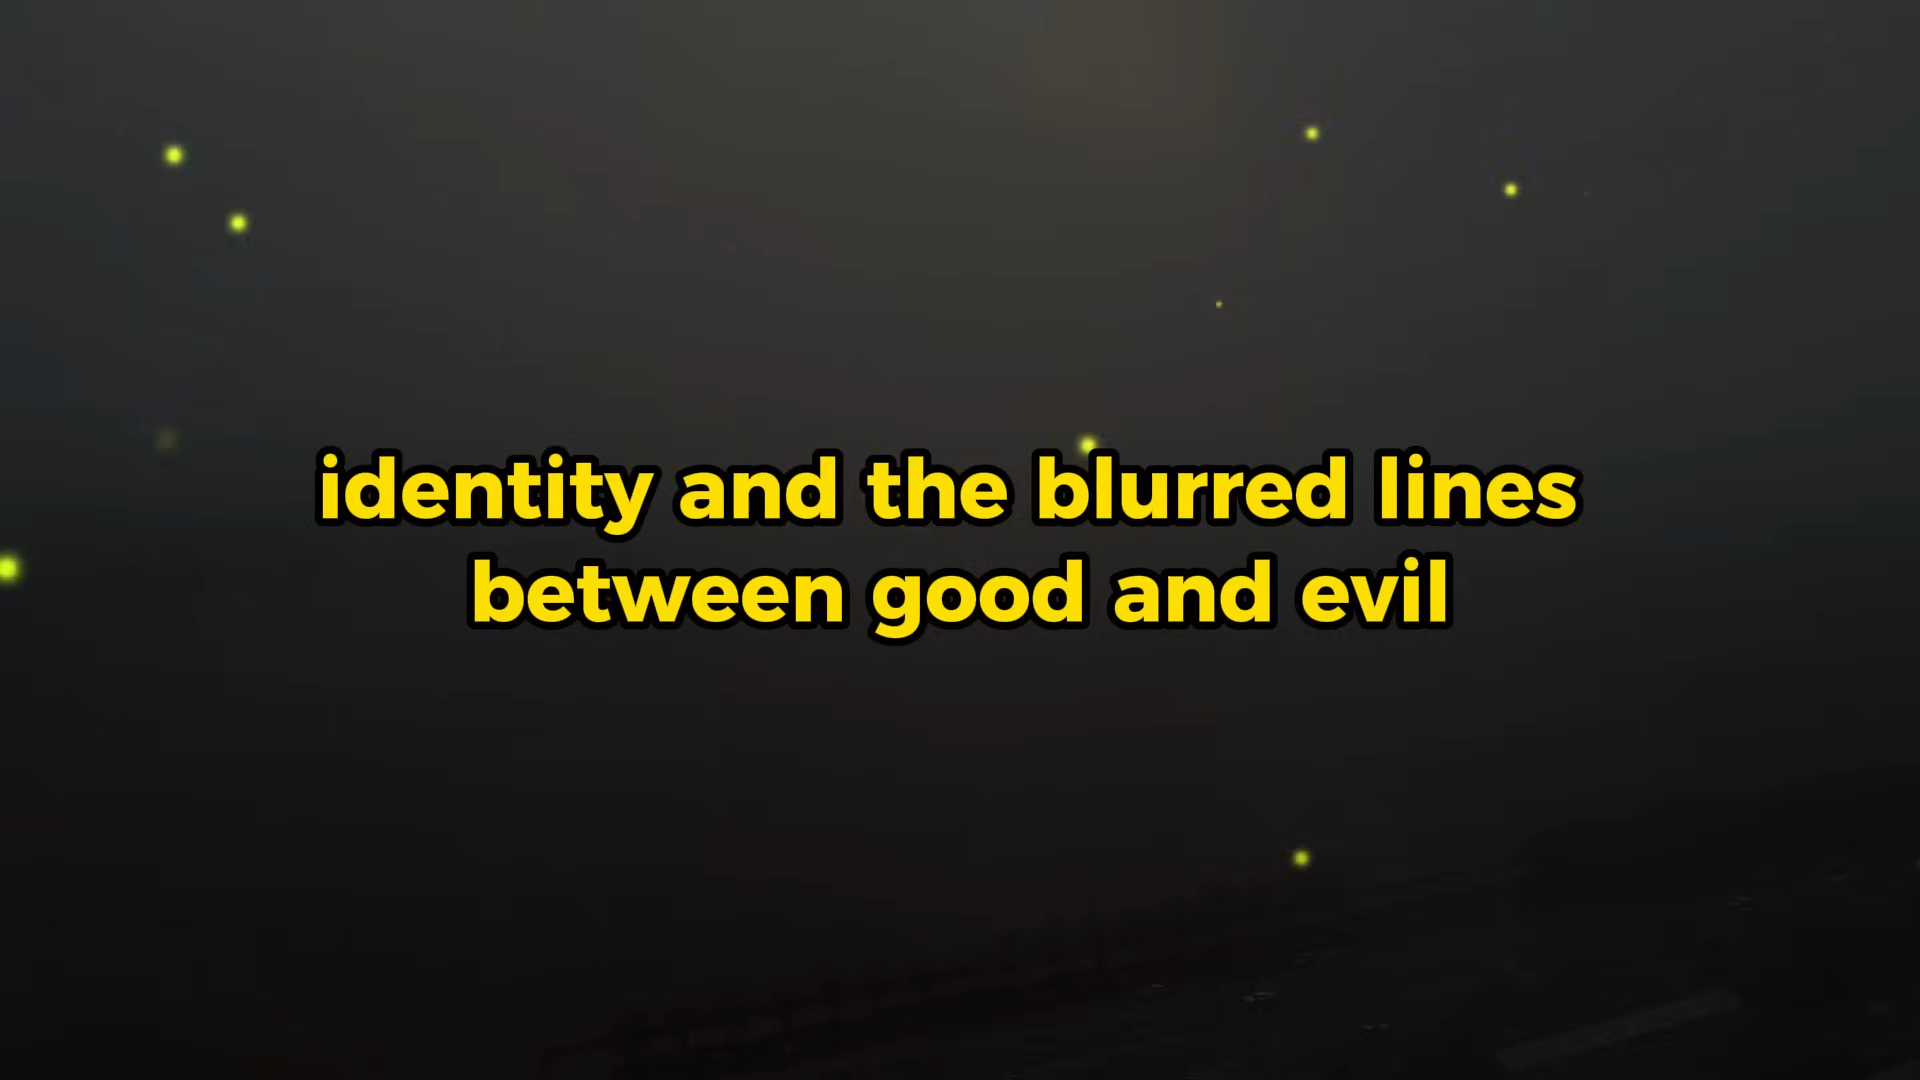 identity and the blurred lines
between good and evil